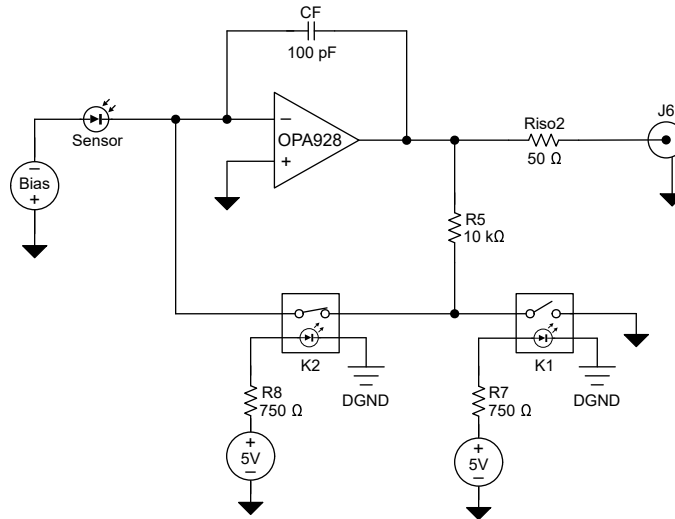 CF
100 pF
J6
−
OPA928
+
Riso2
50 Ω
Sensor
−
Bias
+
R5
10 kΩ
K2
K1
R8
750 Ω
DGND
R7
750 Ω
DGND
+
5V
−
+
5V
−